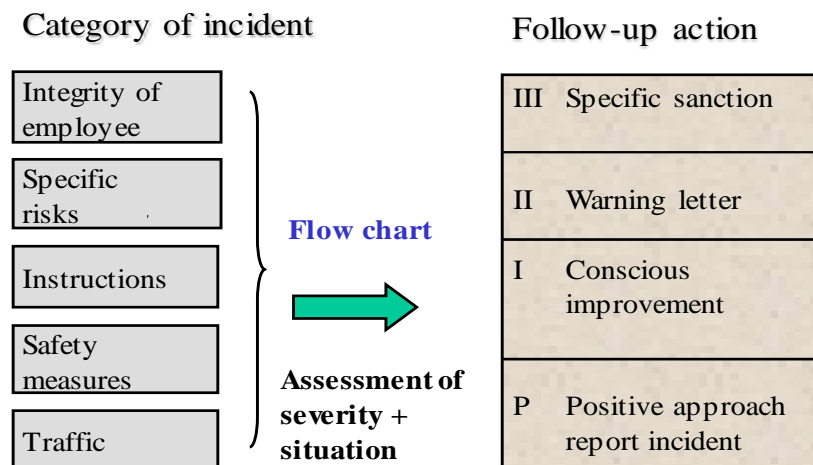 Category of incident
Integrity of
employee
Specific
risks
Instructions
Safety
measures
Traffic
Flow chart
Assessment of
severity +
situation
Follow-up action
III Specific sanction
II Warning letter
I Conscious
improvement
P Positive approach
report incident